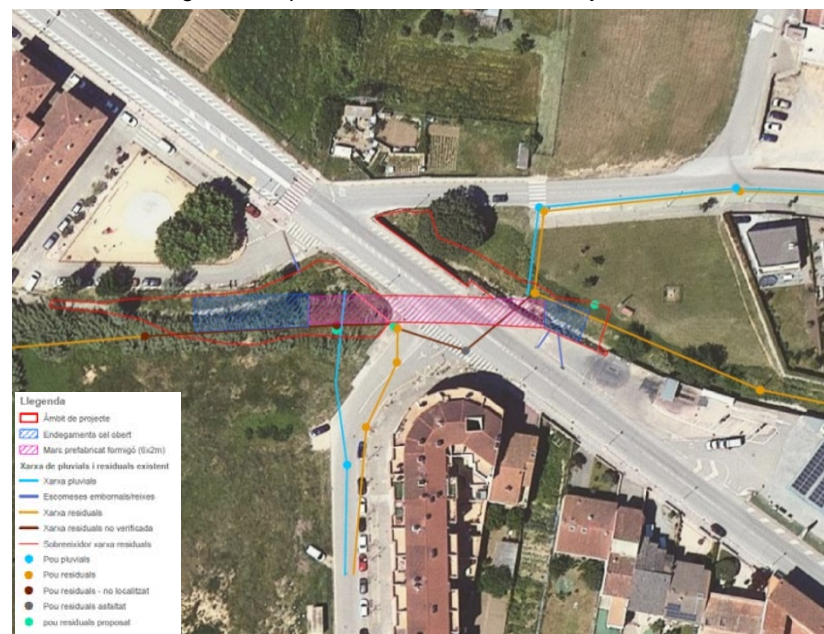 Llegenda
Àmbit de projecte
Endegaments cel obert
Marc prefabricat formigó (6x2m)
Xarxa de pluvials i residuals existent
Xarxa pluvials
Escomeses embornals/reixes
Xarxa residuals
Xarxa residuals no verificada
Sobreeixidor xarxa residuals
Pou pluvials
Pou residuals
Pou residuals - no localitzat
Pou residuals asfaltat
pou residuals proposat